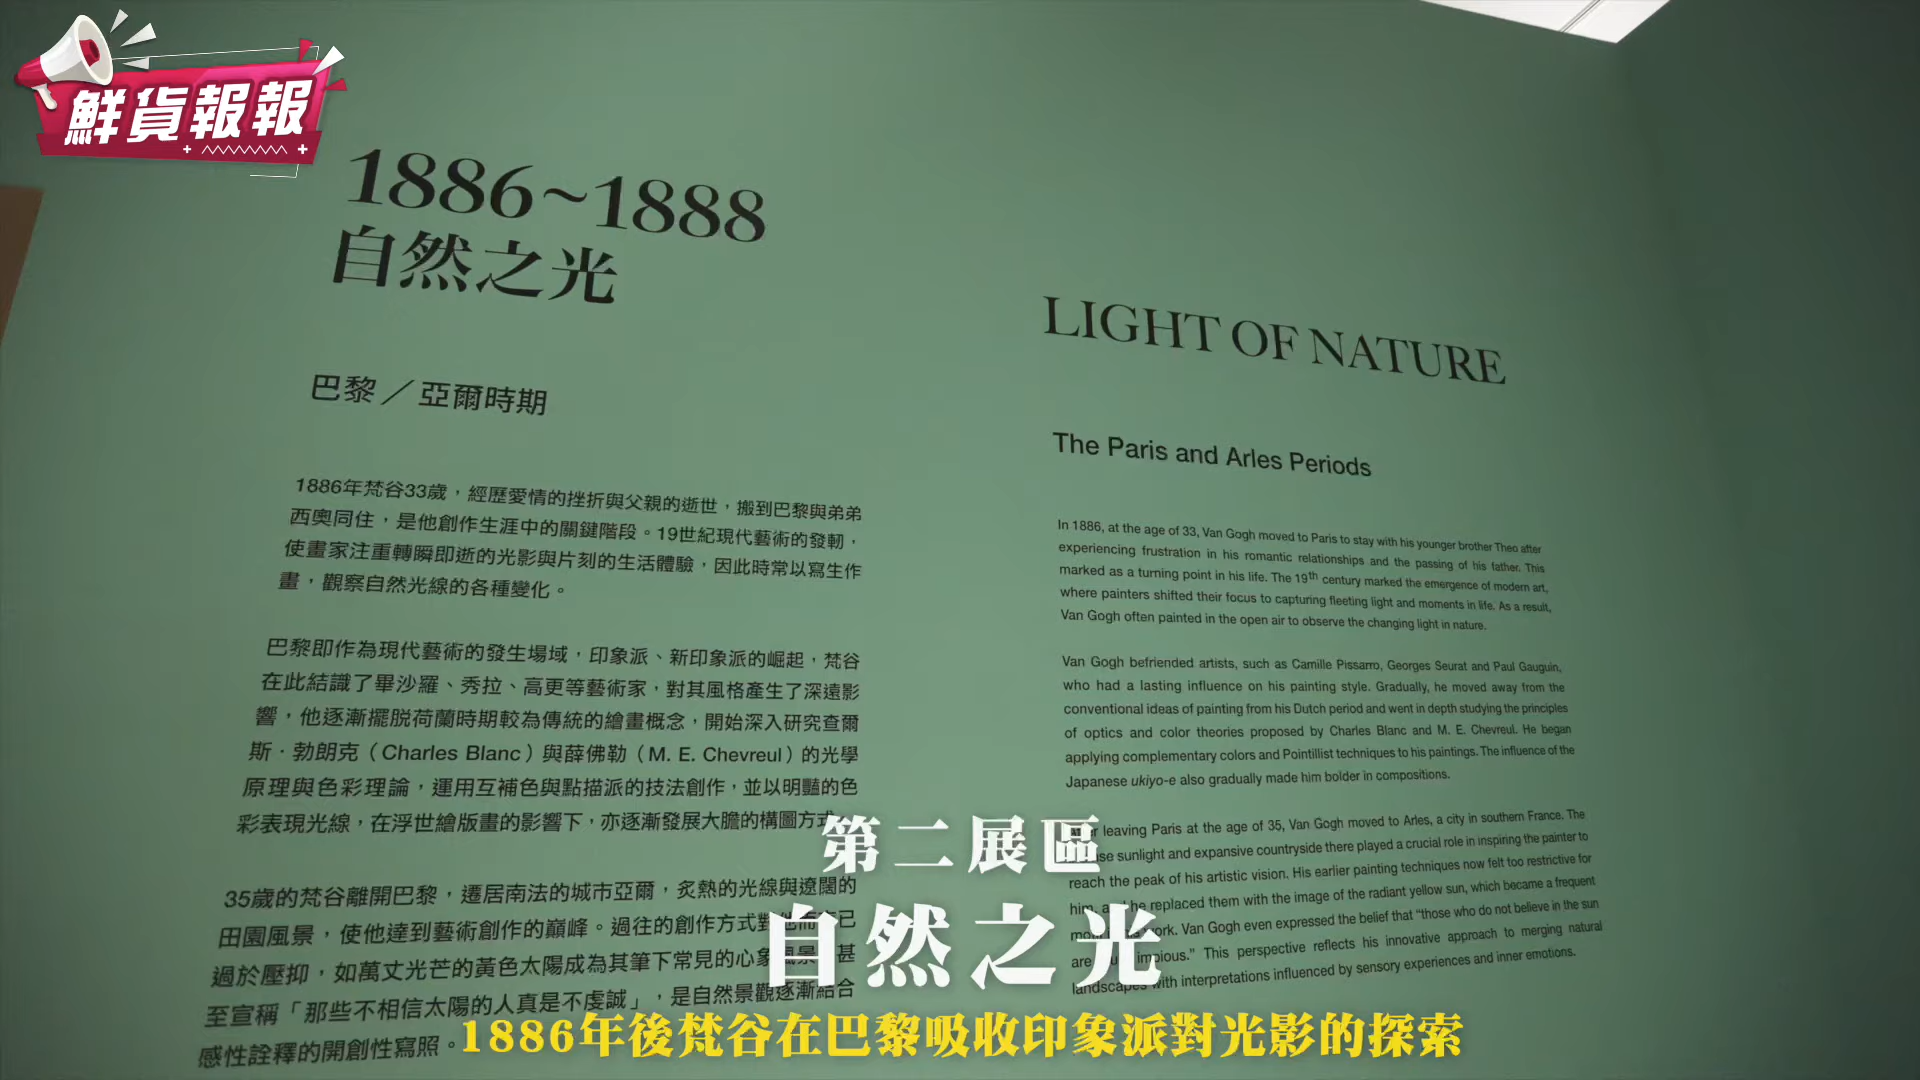 鮮貨報報
1886~1888
自然之光
巴黎／亞爾時期
1886年梵谷33歲，經歷愛情的挫折與父親的逝世，搬到巴黎與弟弟
西奧同住，是他創作生涯中的關鍵階段。19世紀現代藝術的發軔，
使畫家注重轉瞬即逝的光影與片刻的生活體驗，因此時常以寫生作
畫，觀察自然光線的各種變化。
巴黎即作為現代藝術的發生場域，印象派、新印象派的崛起，梵谷
在此結識了畢沙羅、秀拉、高更等藝術家，對其風格產生了深遠影
響，他逐漸擺脫荷蘭時期較為傳統的繪畫概念，開始深入研究查爾
斯·勃朗克（Charles Blanc）與薛佛勒（M. E. Chevreul）的光學
原理與色彩理論，運用互補色與點描派的技法創作，並以明豔的色
彩表現光線，在浮世繪版畫的影響下，亦逐漸發展大膽的構圖方式
35歲的梵谷離開巴黎，遷居南法的城市亞爾，炙熱的光線與遼闊的
田園風景，使他達到藝術創作的巔峰。過往的創作方式對他而言已
過於壓抑，如萬丈光芒的黃色太陽成為其筆下常見的心象風景，甚
至宣稱「那些不相信太陽的人真是不虔誠」，是自然景觀逐漸結合
感性詮釋的開創性寫照。
LIGHT OF NATURE
The Paris and Arles Periods
In 1886, at the age of 33, Van Gogh moved to Paris to stay with his younger brother Theo after
experiencing frustration in his romantic relationships and the passing of his father. This
marked as a turning point in his life. The 19th century marked the emergence of modern art,
where painters shifted their focus to capturing fleeting light and moments in life. As a result,
Van Gogh often painted in the open air to observe the changing light in nature.
Van Gogh befriended artists, such as Camille Pissarro, Georges Seurat and Paul Gauguin,
who had a lasting influence on his painting style. Gradually, he moved away from the
conventional ideas of painting from his Dutch period and went in depth studying the principles
of optics and color theories proposed by Charles Blanc and M. E. Chevreul. He began
applying complementary colors and Pointillist techniques to his paintings. The influence of the
Japanese ukiyo-e also gradually made him bolder in compositions.
leaving Paris at the age of 35, Van Gogh moved to Arles, a city in southern France. The
sunlight and expansive countryside there played a crucial role in inspiring the painter to
reach the peak of his artistic vision. His earlier painting techniques now felt too restrictive for
him, and he replaced them with the image of the radiant yellow sun, which became a frequent
work. Van Gogh even expressed the belief that “those who do not believe in the sun
are impious.” This perspective reflects his innovative approach to merging natural
landscapes with interpretations influenced by sensory experiences and inner emotions.
第二展區
自然之光
1886年後梵谷在巴黎吸收印象派對光影的探索